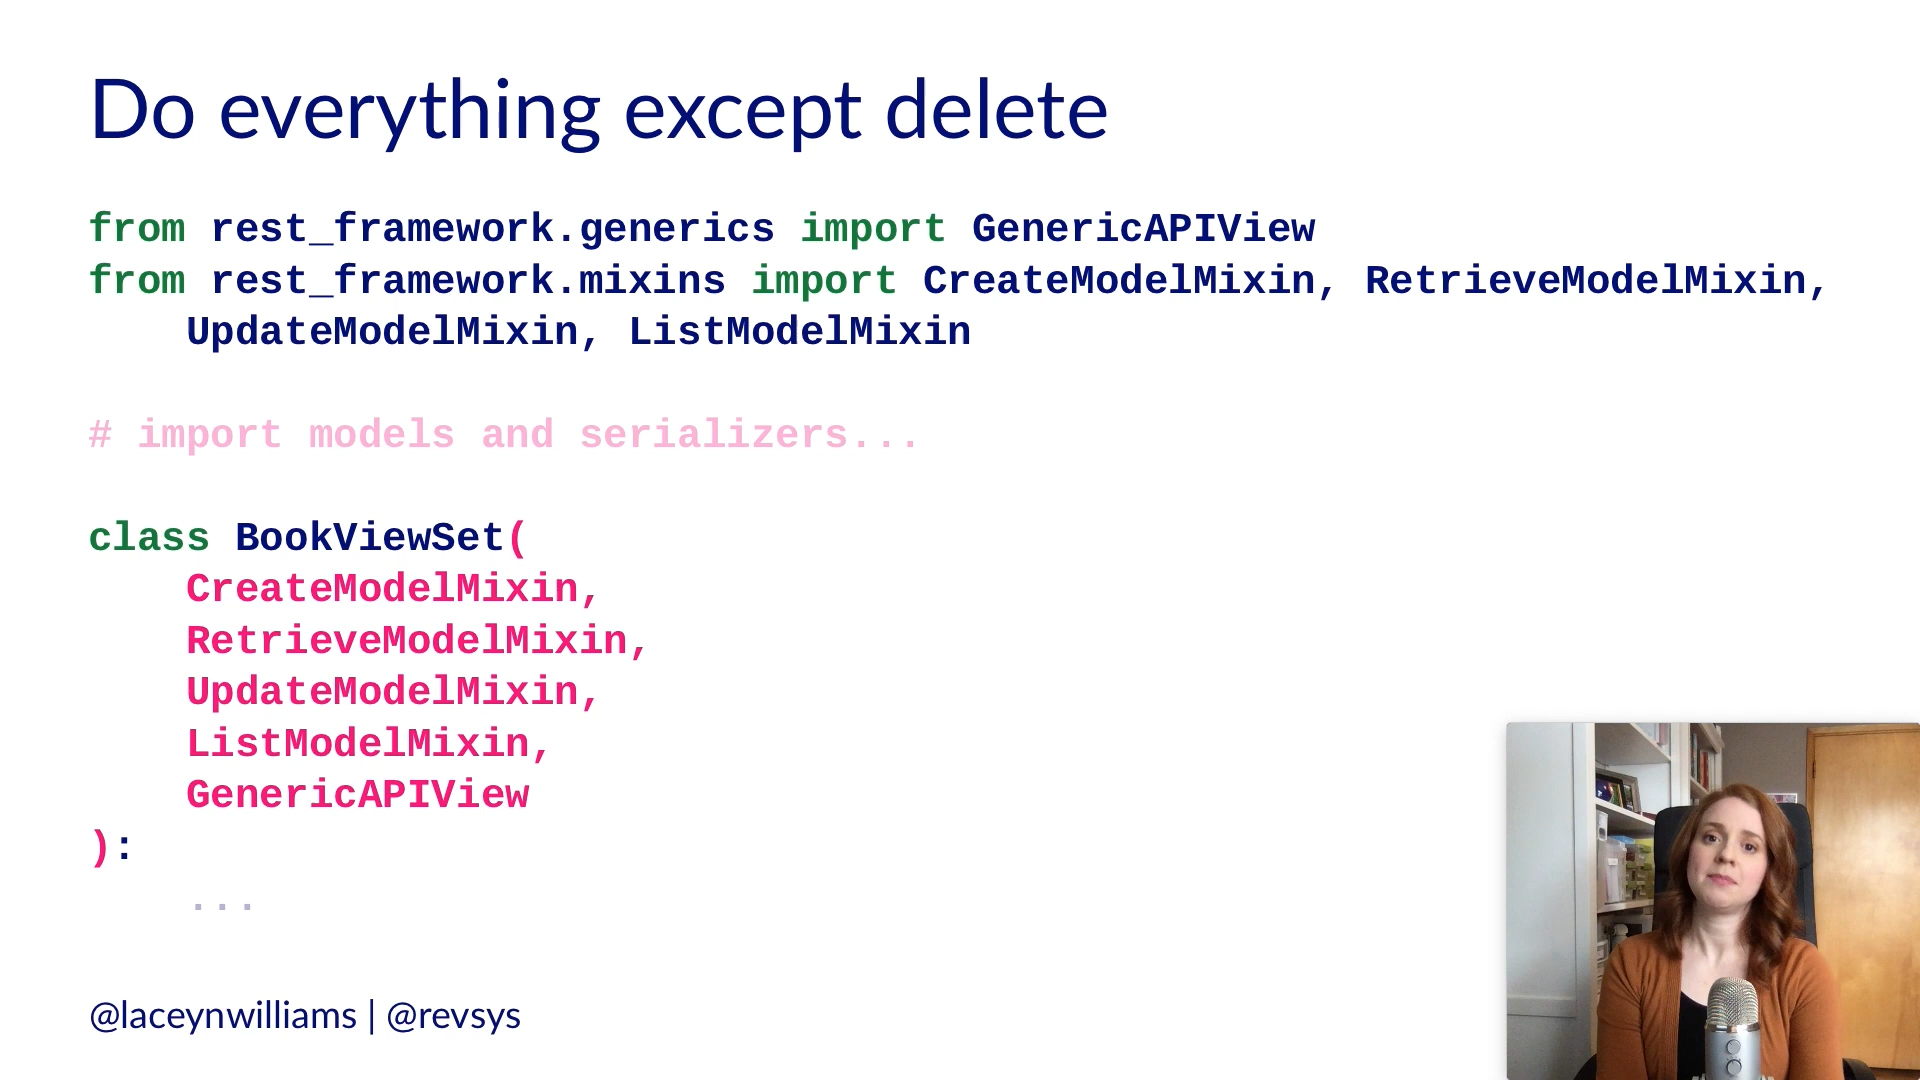 Do everything except delete
from rest_framework.generics import GenericAPIView
from rest_framework.mixins import CreateModelMixin, RetrieveModelMixin,
    UpdateModelMixin, ListModelMixin
# import models and serializers...
class BookViewSet(
    CreateModelMixin,
    RetrieveModelMixin,
    UpdateModelMixin,
    ListModelMixin,
    GenericAPIView
):
    ...
@laceynwilliams | @revsys